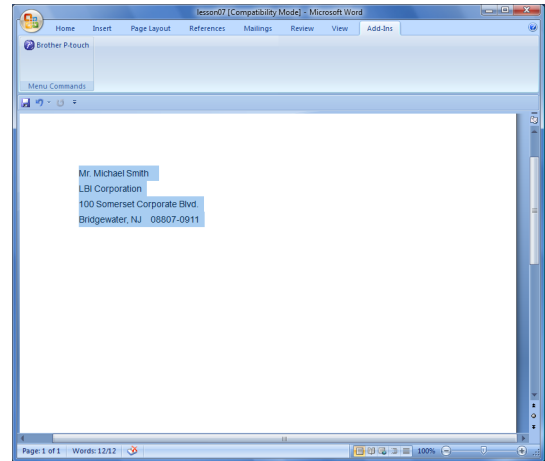 lesson07 [Compatibility Mode] - Microsoft Word
Home Insert Page Layout References Mailings Review View Add-Ins
Brother P-touch
Menu Commands
Mr. Michael Smith
LBI Corporation
100 Somerset Corporate Blvd.
Bridgewater, NJ 08807-0911
Page: 1 of 1 Words: 12/12 100%